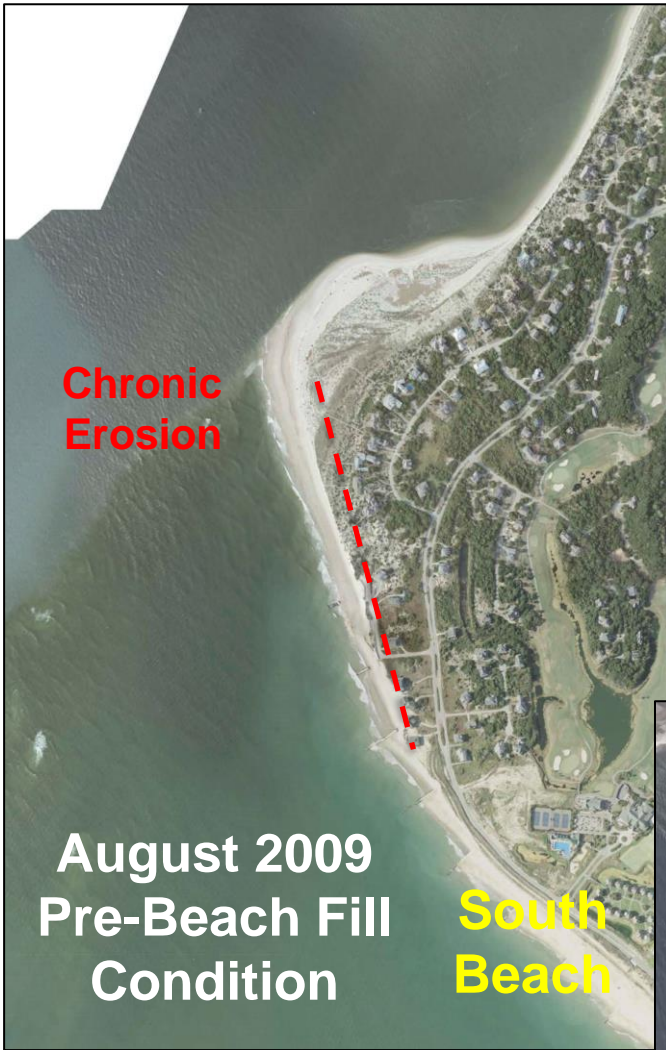 Chronic
Erosion
August 2009
Pre-Beach Fill
Condition
South
Beach